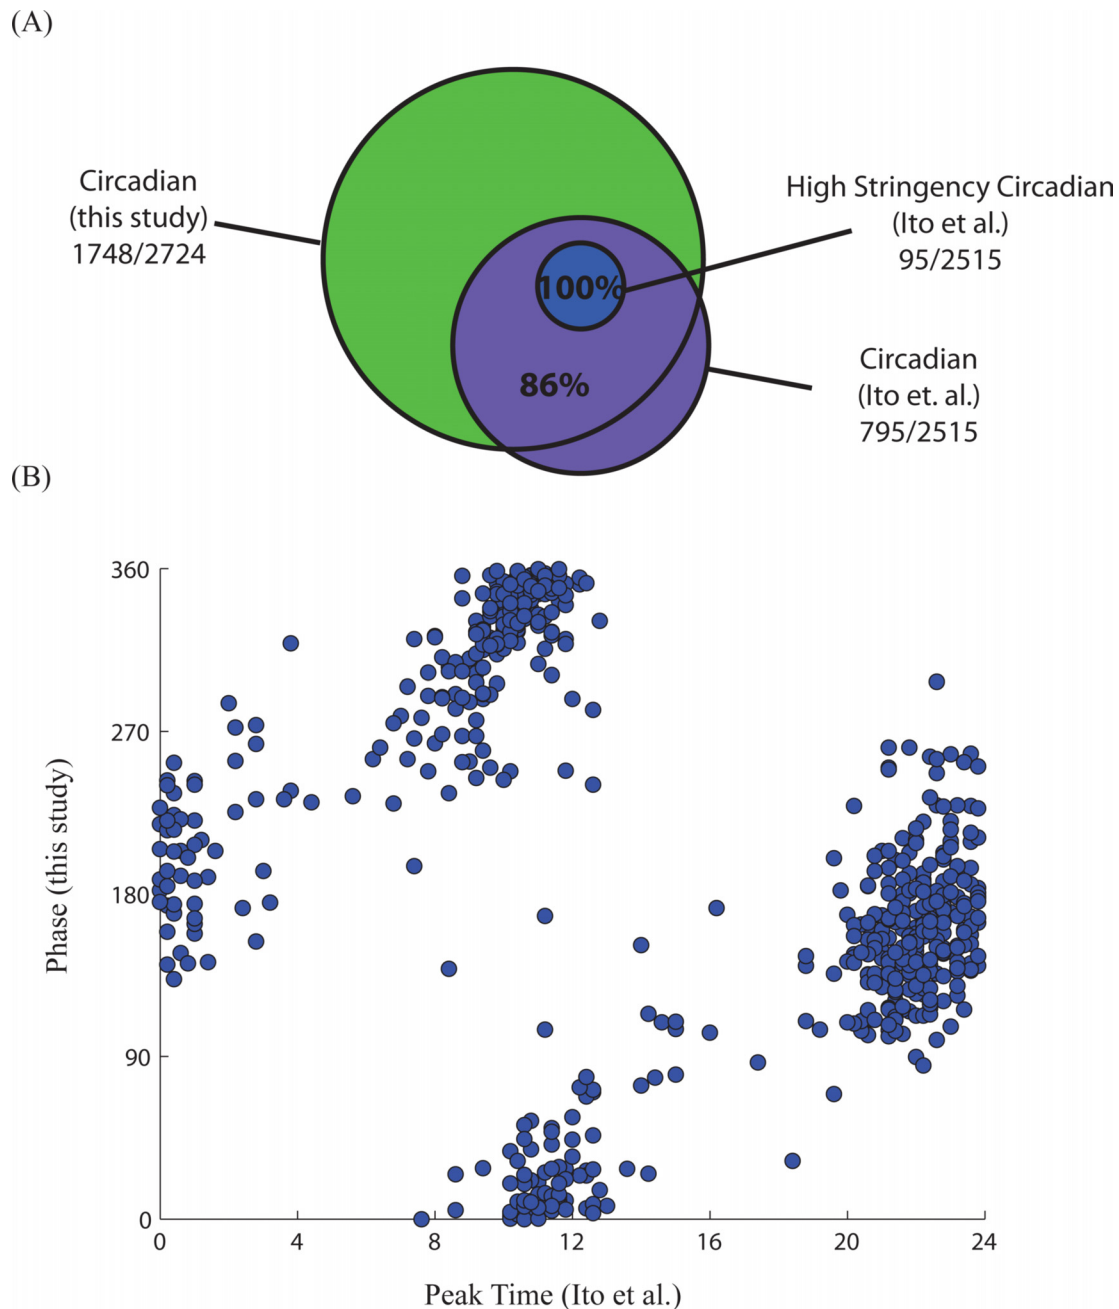 (A)
Circadian
(this study)
1748/2724
High Stringency Circadian
(Ito et al.)
95/2515
100%
86%
Circadian
(Ito et. al.)
795/2515
(B)
360
270
180
90
0
Phase (this study)
0 4 8 12 16 20 24
Peak Time (Ito et al.)